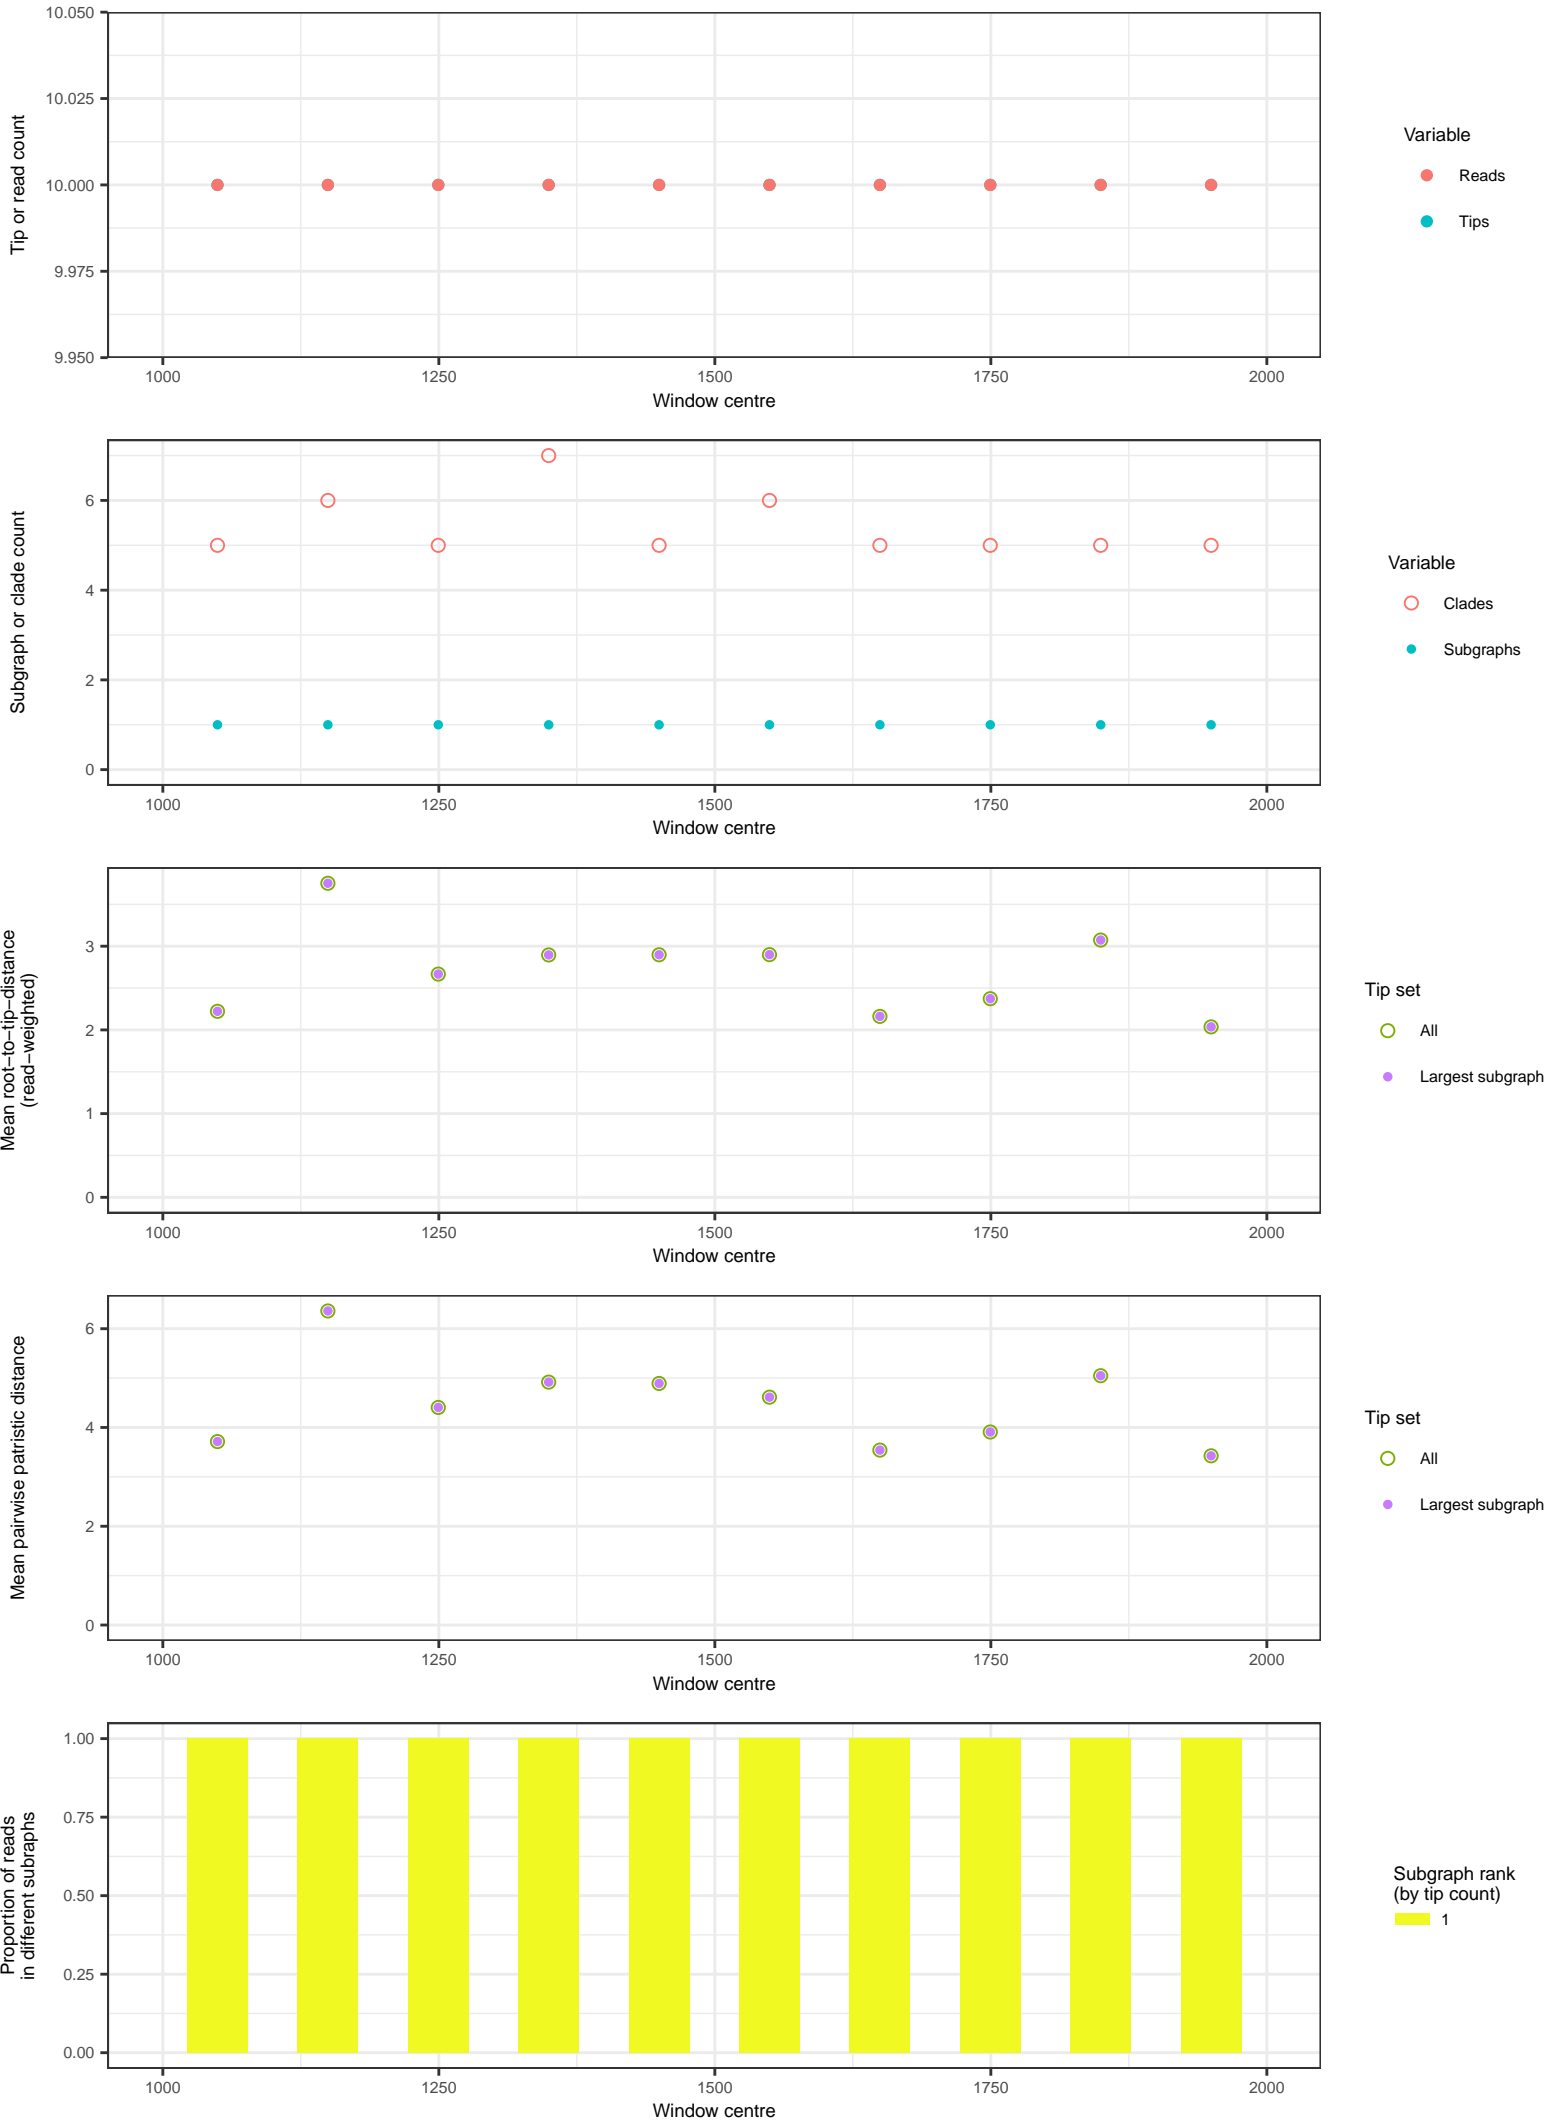 Tip or read count
10.050
10.025
10.000
9.975
9.950
1000 1250 1500 1750 2000
Window centre
Variable
Reads
Tips
Subgraph or clade count
6
4
2
0
1000 1250 1500 1750 2000
Window centre
Variable
Clades
Subgraphs
Mean root−to−tip−distance
(read−weighted)
3
2
1
0
1000 1250 1500 1750 2000
Window centre
Tip set
All
Largest subgraph
Mean pairwise patristic distance
6
4
2
0
1000 1250 1500 1750 2000
Window centre
Tip set
All
Largest subgraph
Proportion of reads
in different subraphs
1.00
0.75
0.50
0.25
0.00
1000 1250 1500 1750 2000
Window centre
Subgraph rank
(by tip count)
1